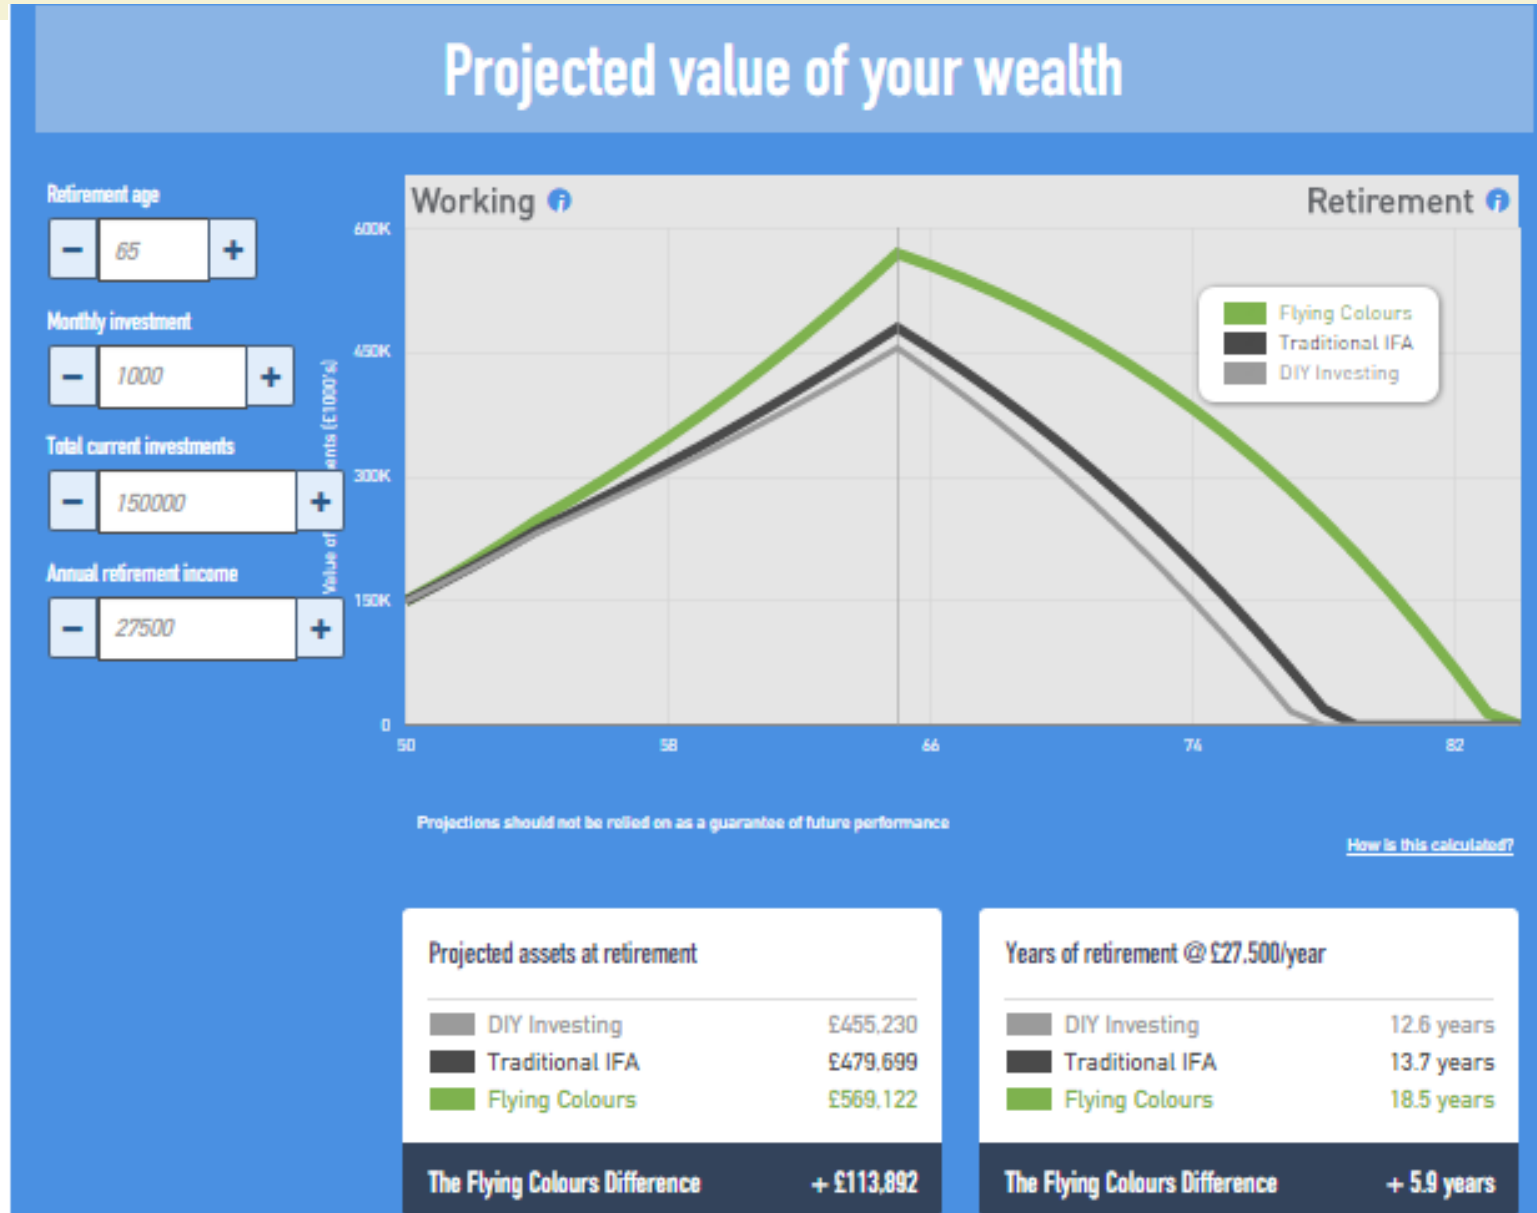 Projected value of your wealth
Retirement age
− 65 +
Monthly investment
− 1000 +
Total current investments
− 150000 +
Annual retirement income
− 27500 +
Working i
Retirement i
Value of
ents (£1000's)
600K
450K
300K
150K
0
50 58 66 74 82
Flying Colours
Traditional IFA
DIY Investing
Projections should not be relied on as a guarantee of future performance
How is this calculated?
Projected assets at retirement
DIY Investing £455,230
Traditional IFA £479,699
Flying Colours £569,122
The Flying Colours Difference + £113,892
Years of retirement @ £27,500/year
DIY Investing 12.6 years
Traditional IFA 13.7 years
Flying Colours 18.5 years
The Flying Colours Difference + 5.9 years